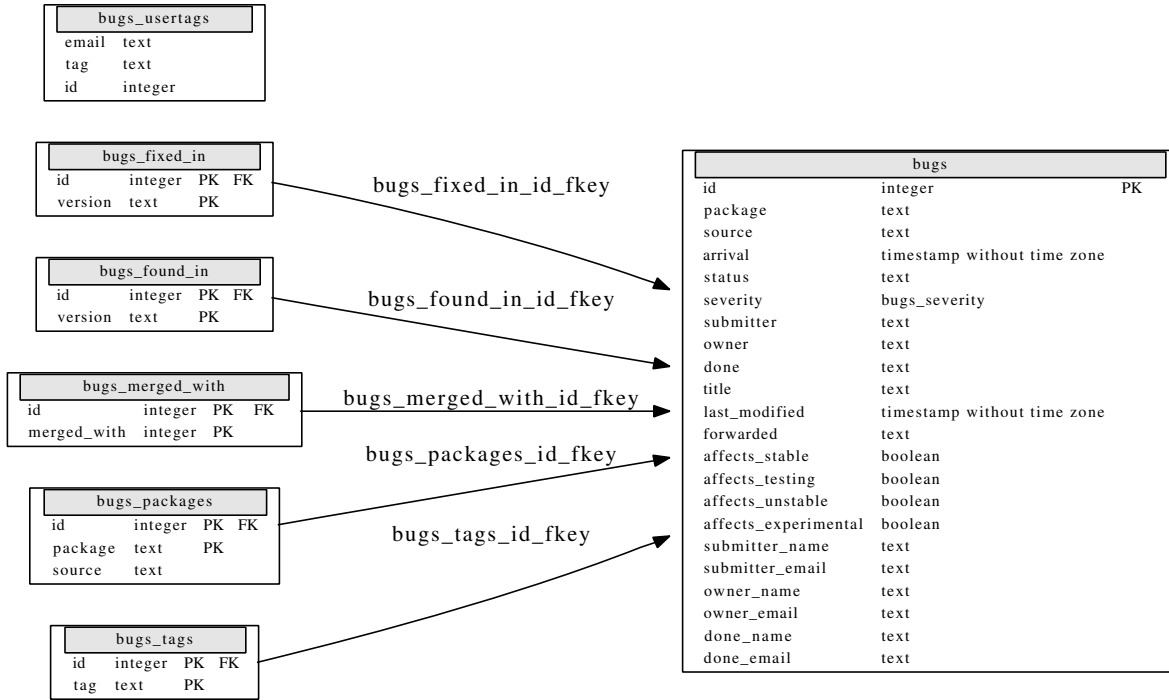 bugs_usertags
email text
tag text
id integer
bugs_fixed_in
id integer PK FK
version text PK
bugs_found_in
id integer PK FK
version text PK
bugs_merged_with
id integer PK FK
merged_with integer PK
bugs_packages
id integer PK FK
package text PK
source text
bugs_tags
id integer PK FK
tag text PK
bugs_fixed_in_id_fkey
bugs_found_in_id_fkey
bugs_merged_with_id_fkey
bugs_packages_id_fkey
bugs_tags_id_fkey
bugs
id integer PK
package text
source text
arrival timestamp without time zone
status text
severity bugs_severity
submitter text
owner text
done text
title text
last_modified timestamp without time zone
forwarded text
affects_stable boolean
affects_testing boolean
affects_unstable boolean
affects_experimental boolean
submitter_name text
submitter_email text
owner_name text
owner_email text
done_name text
done_email text